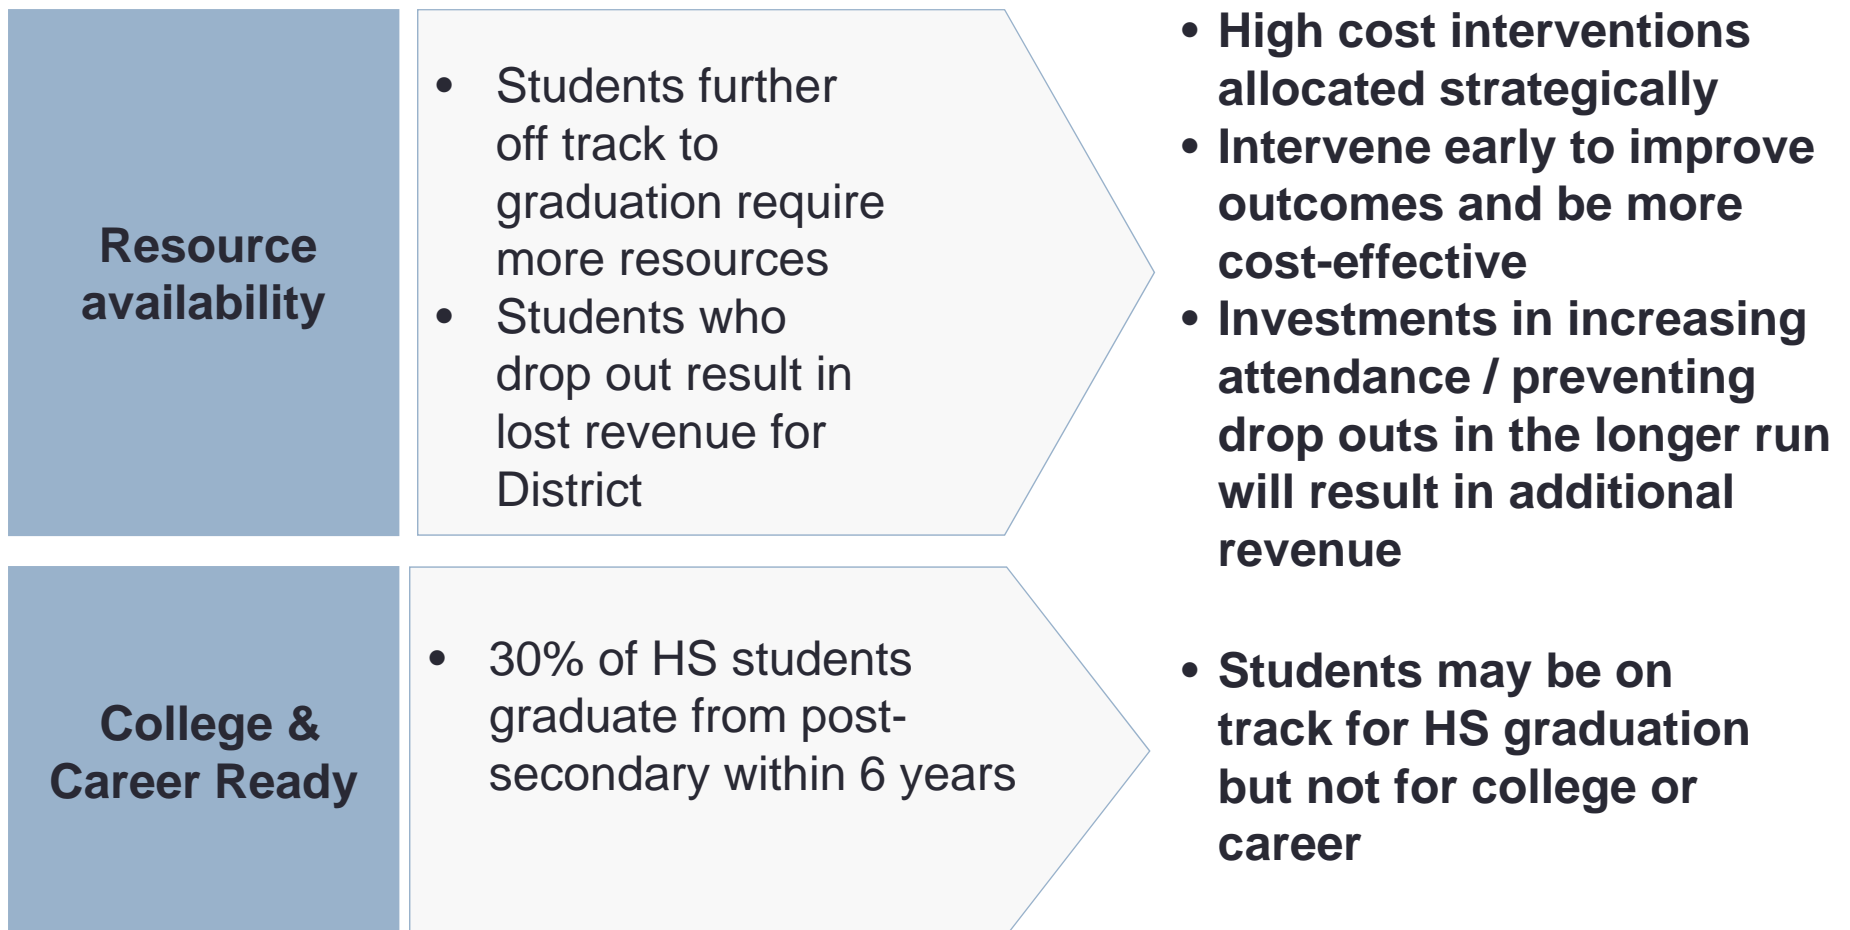 Resource
availability
• Students further
off track to
graduation require
more resources
• Students who
drop out result in
lost revenue for
District
• High cost interventions
allocated strategically
• Intervene early to improve
outcomes and be more
cost-effective
• Investments in increasing
attendance / preventing
drop outs in the longer run
will result in additional
revenue
College &
Career Ready
• 30% of HS students
graduate from post-
secondary within 6 years
• Students may be on
track for HS graduation
but not for college or
career